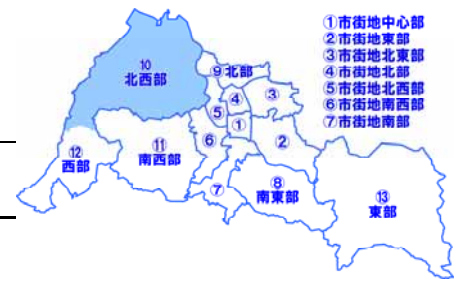 ①市街地中心部
②市街地東部
③市街地北東部
④市街地北部
⑤市街地北西部
⑥市街地南西部
⑦市街地南部
⑩
北西部
⑨北部
④
③
⑤
①
⑫
西部
⑪
南西部
⑥
②
⑦
⑧
南東部
⑬
東部